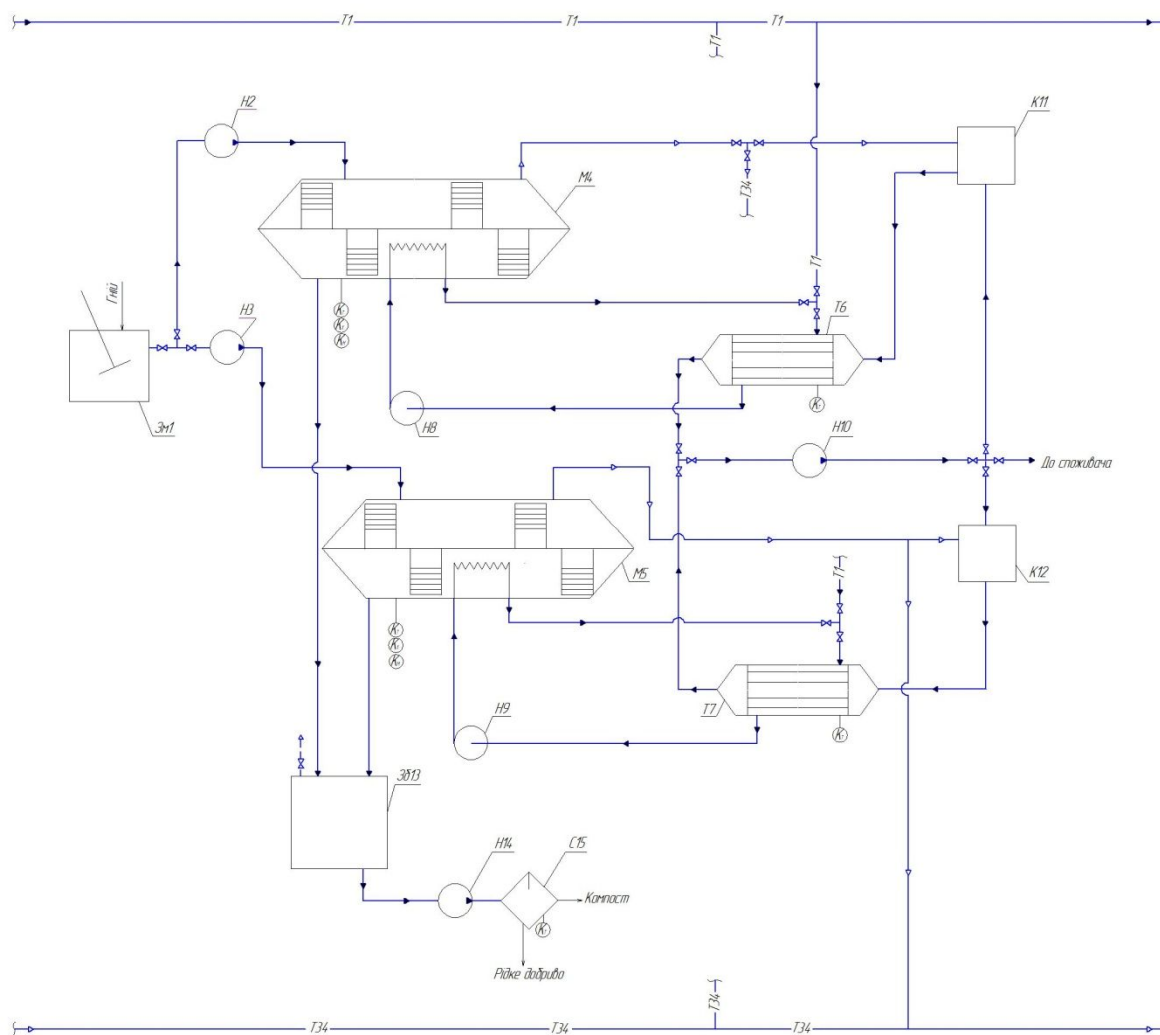 Т1
Т1
Т1
Т1
Н2
К11
М4
Т34
Т1
Гній
Н3
Т6
Зм1
Н8
Н10
До споживача
М5
Т1
К12
Т7
Н9
Зб13
Н14
С15
Компост
Рідке добриво
Т34
Т34
Т34
Т34